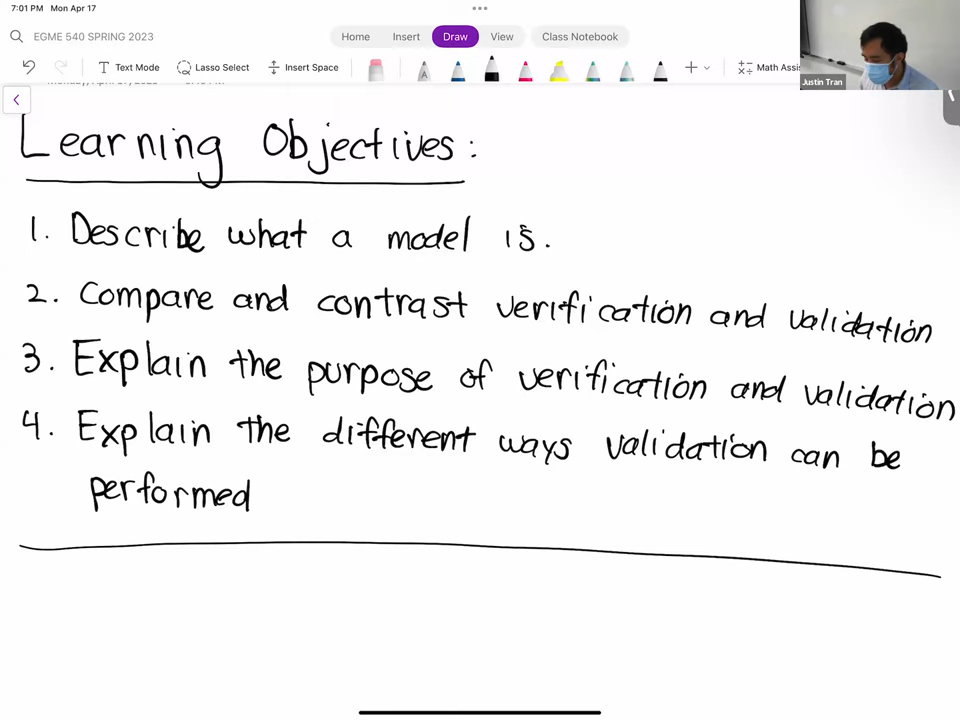 7:01 PM Mon Apr 17
EGME 540 SPRING 2023
Home Insert Draw View Class Notebook
Text Mode Lasso Select Insert Space Math Assis
Justin Tran
Learning Objectives:
1. Describe what a model is.
2. Compare and contrast verification and validation
3. Explain the purpose of verification and validation
4. Explain the different ways validation can be
performed